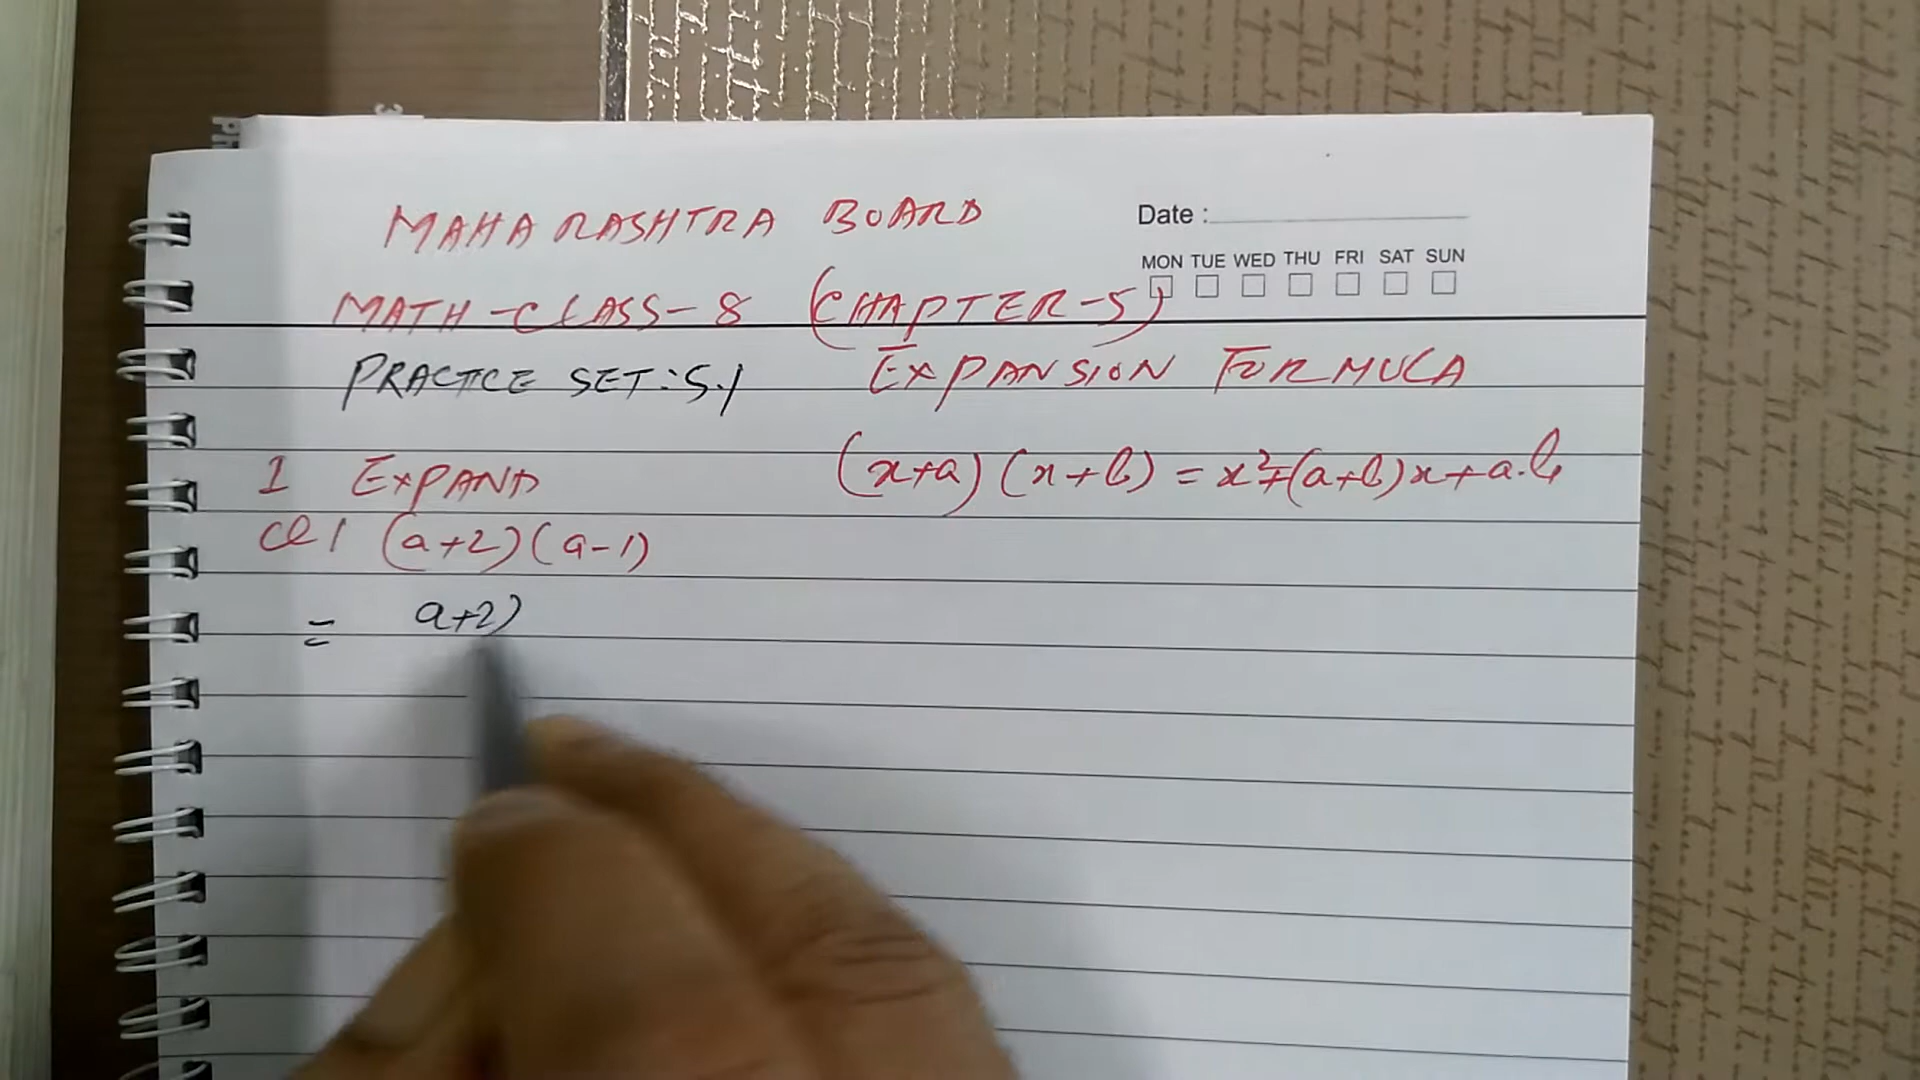 MAHARASHTRA BOARD
Date :
MON TUE WED THU FRI SAT SUN
MATH-CLASS-8 (CHAPTER-5)
PRACTICE SET:5.1 EXPANSION FORMULA
1 EXPAND (x+a)(x+b)=x²+(a+b)x+a.b
(a+2)(a-1)
= a+2)